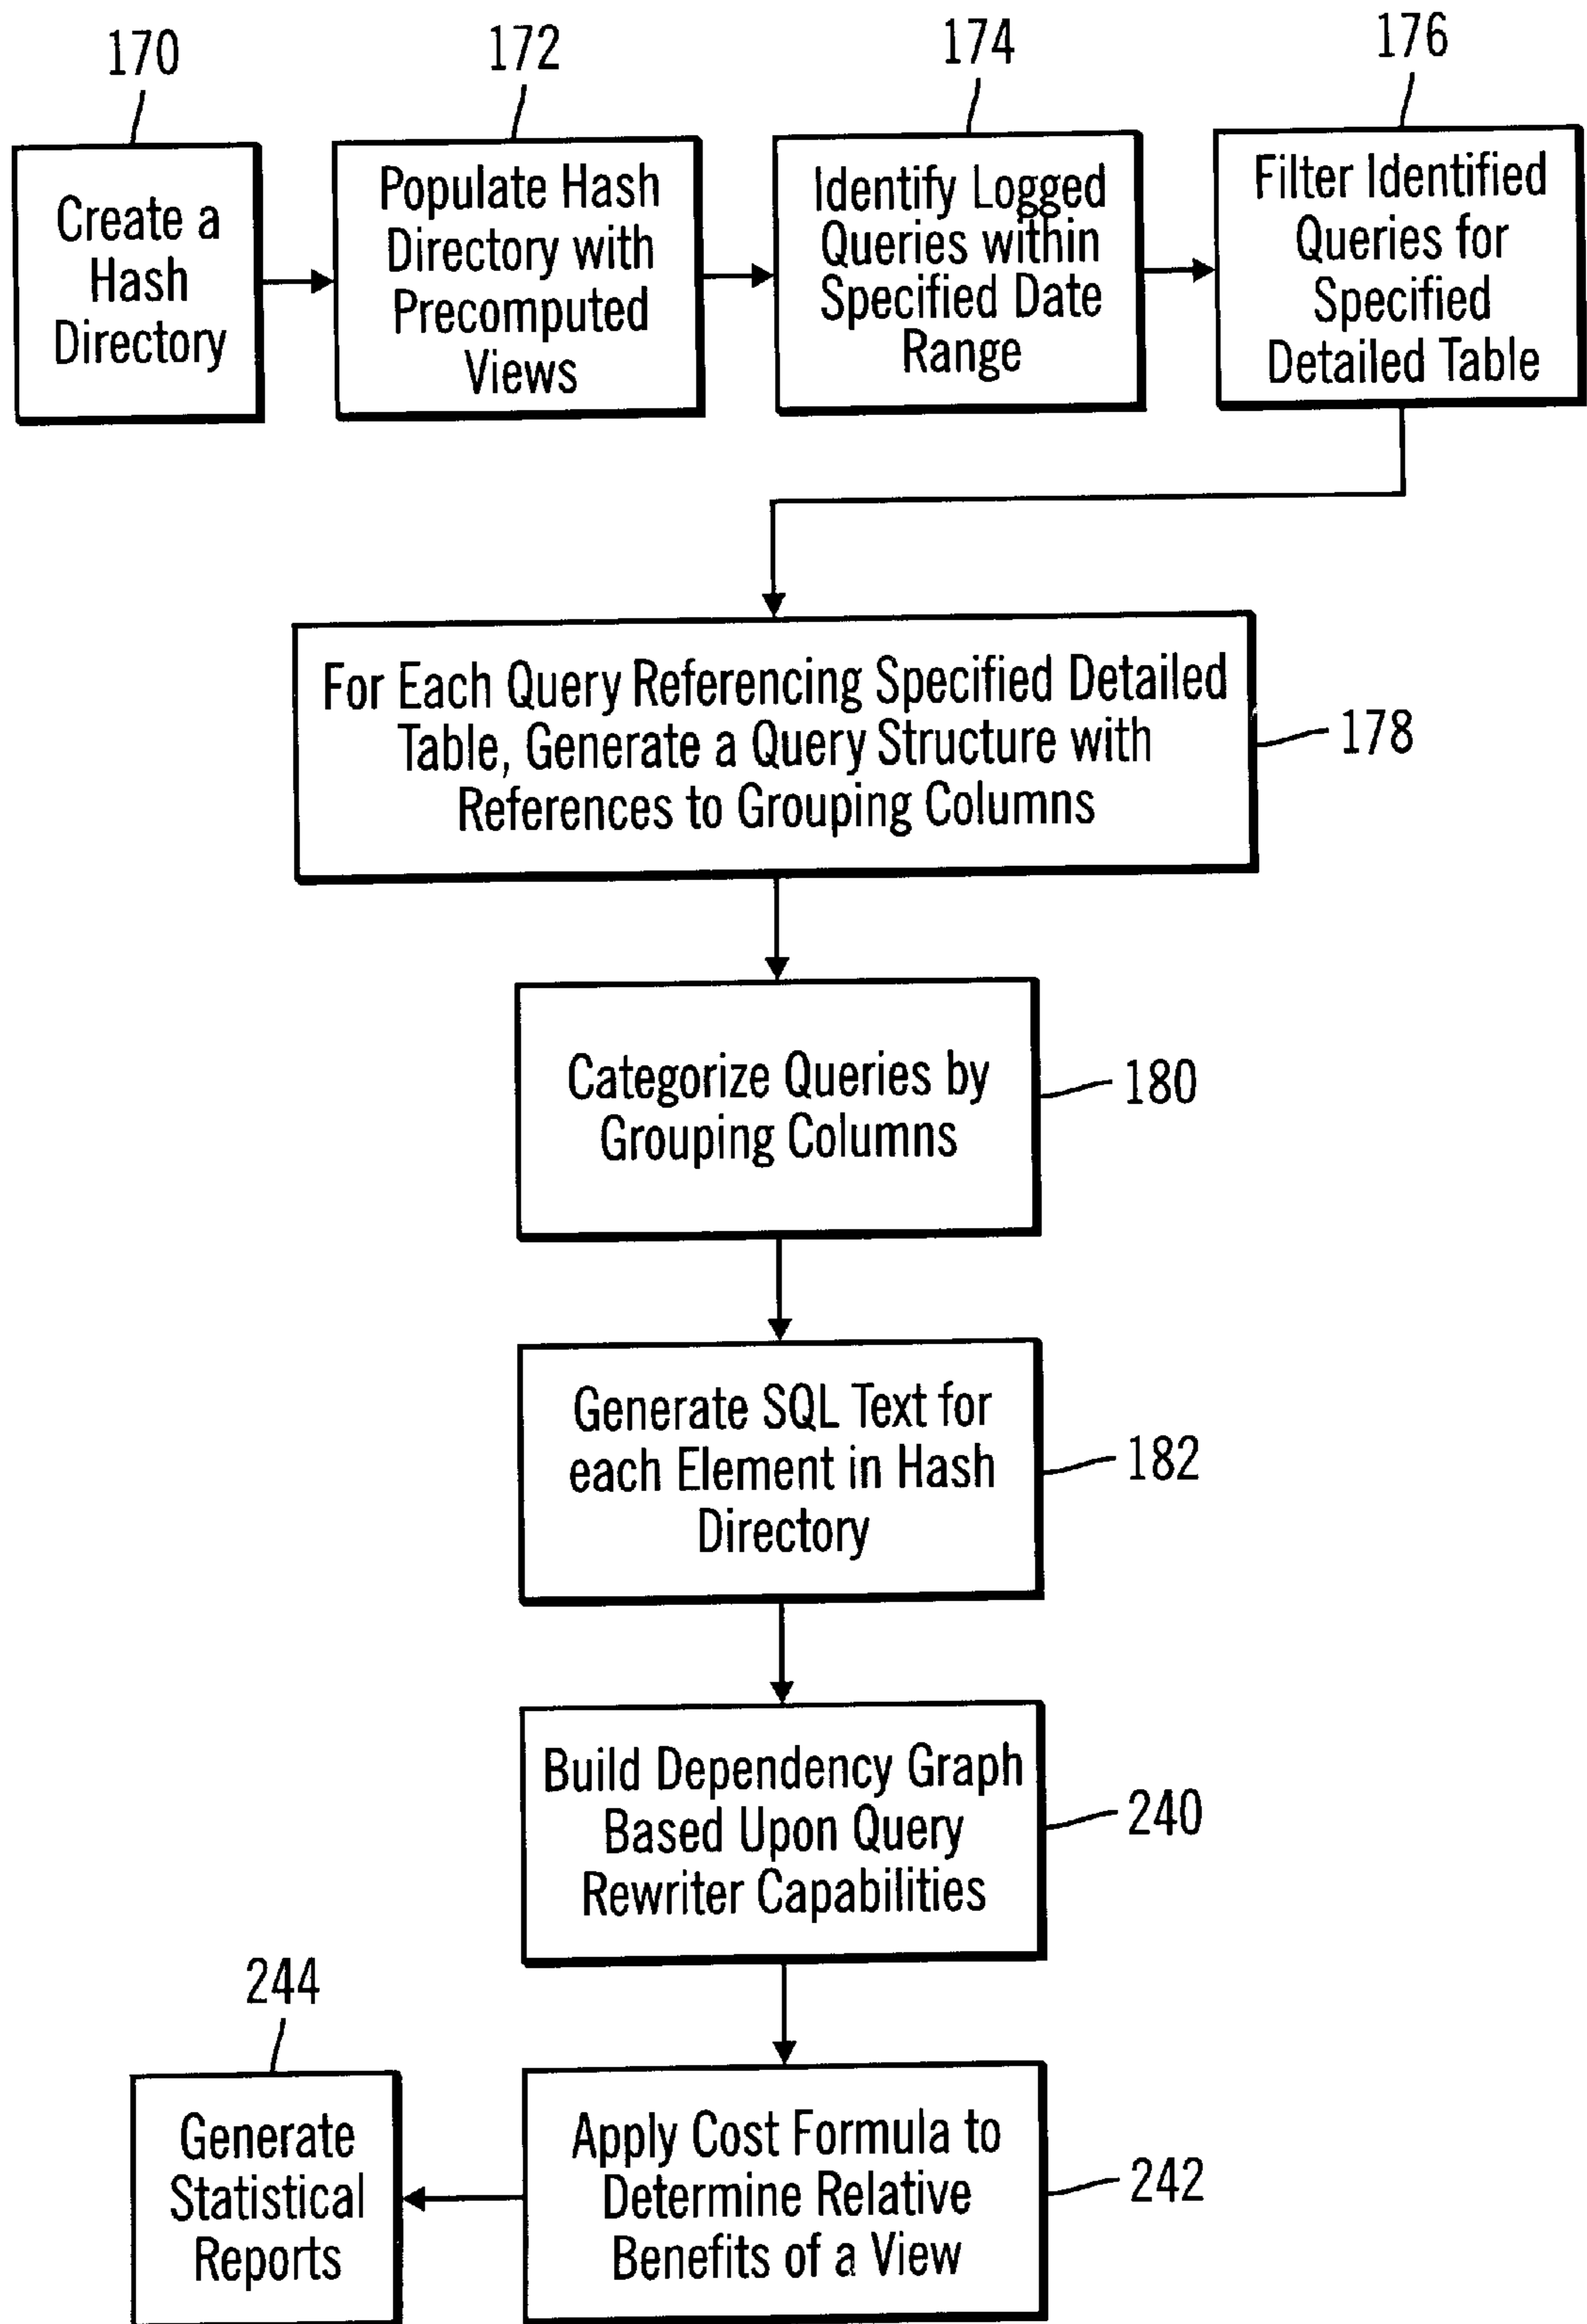 170
172
174
176
Create a
Hash
Directory
Populate Hash
Directory with
Precomputed
Views
Identify Logged
Queries within
Specified Date
Range
Filter Identified
Queries for
Specified
Detailed Table
For Each Query Referencing Specified Detailed
Table, Generate a Query Structure with
References to Grouping Columns
178
Categorize Queries by
Grouping Columns
180
Generate SQL Text for
each Element in Hash
Directory
182
Build Dependency Graph
Based Upon Query
Rewriter Capabilities
240
244
Generate
Statistical
Reports
Apply Cost Formula to
Determine Relative
Benefits of a View
242